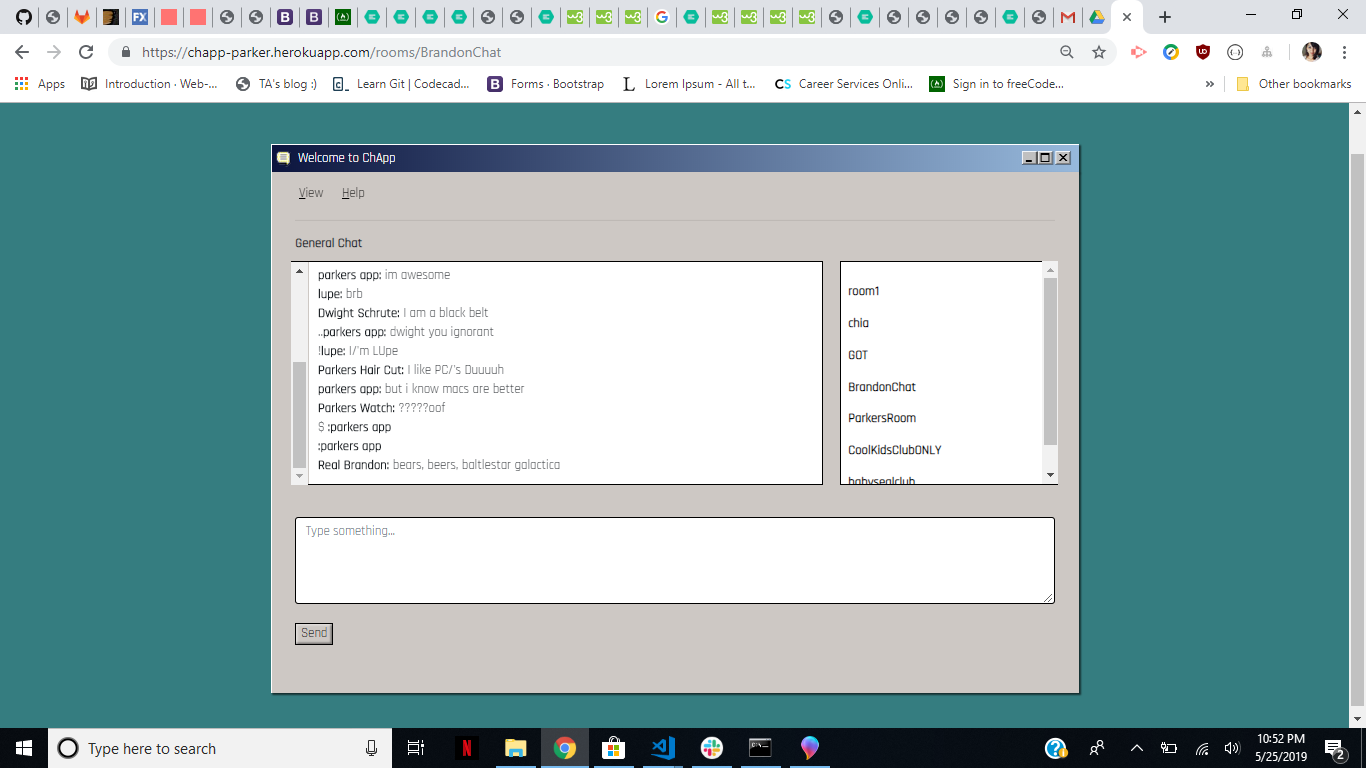 https://chapp-parker.herokuapp.com/rooms/BrandonChat
Apps Introduction · Web-... TA's blog :) Learn Git | Codecad... Forms · Bootstrap Lorem Ipsum - All t... Career Services Onli... Sign in to freeCode... » Other bookmarks
Welcome to ChApp
View Help
General Chat
parkers app: im awesome
lupe: brb
Dwight Schrute: I am a black belt
..parkers app: dwight you ignorant
!lupe: I/'m LUpe
Parkers Hair Cut: I like PC/'s Duuuuh
parkers app: but i know macs are better
Parkers Watch: ?????oof
$ :parkers app
:parkers app
Real Brandon: bears, beers, baltlestar galactica
room1
chia
GOT
BrandonChat
ParkersRoom
CoolKidsClubONLY
babysealclub
Type something...
Send
Type here to search
10:52 PM
5/25/2019
2